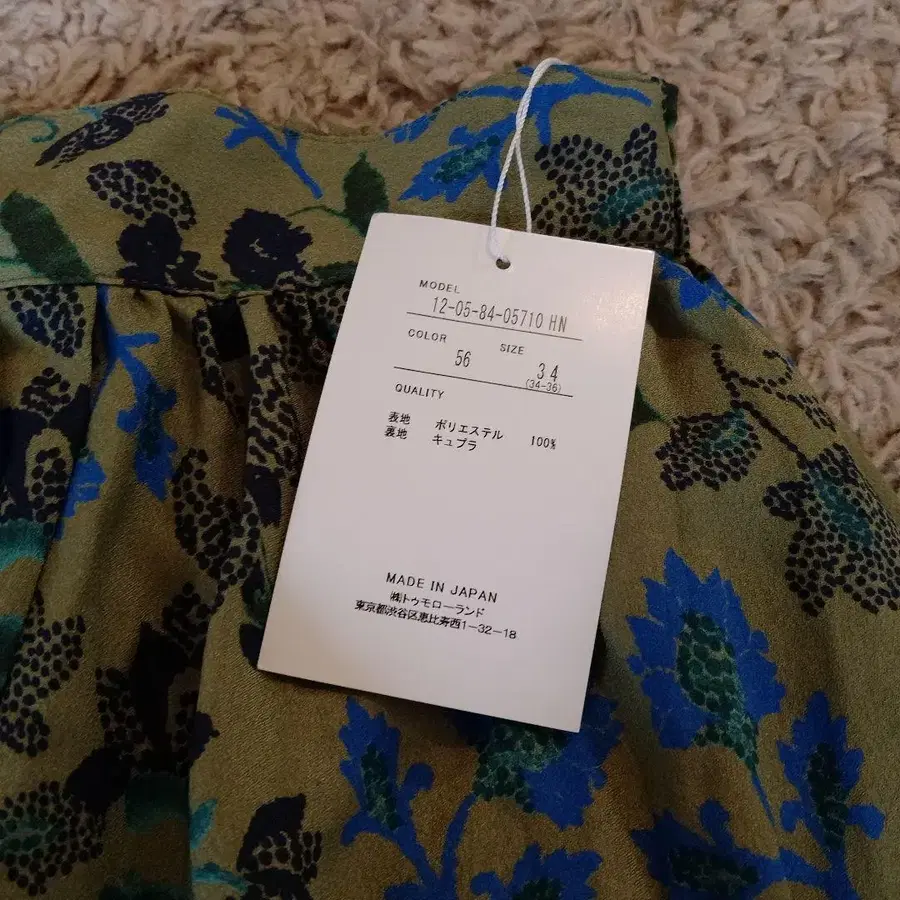 MODEL
12-05-84-05710 HN
COLOR SIZE
56 34
(34-36)
QUALITY
表地 ポリエステル 100%
裏地 キュプラ
MADE IN JAPAN
㈱トゥモローランド
東京都渋谷区恵比寿西1-32-18